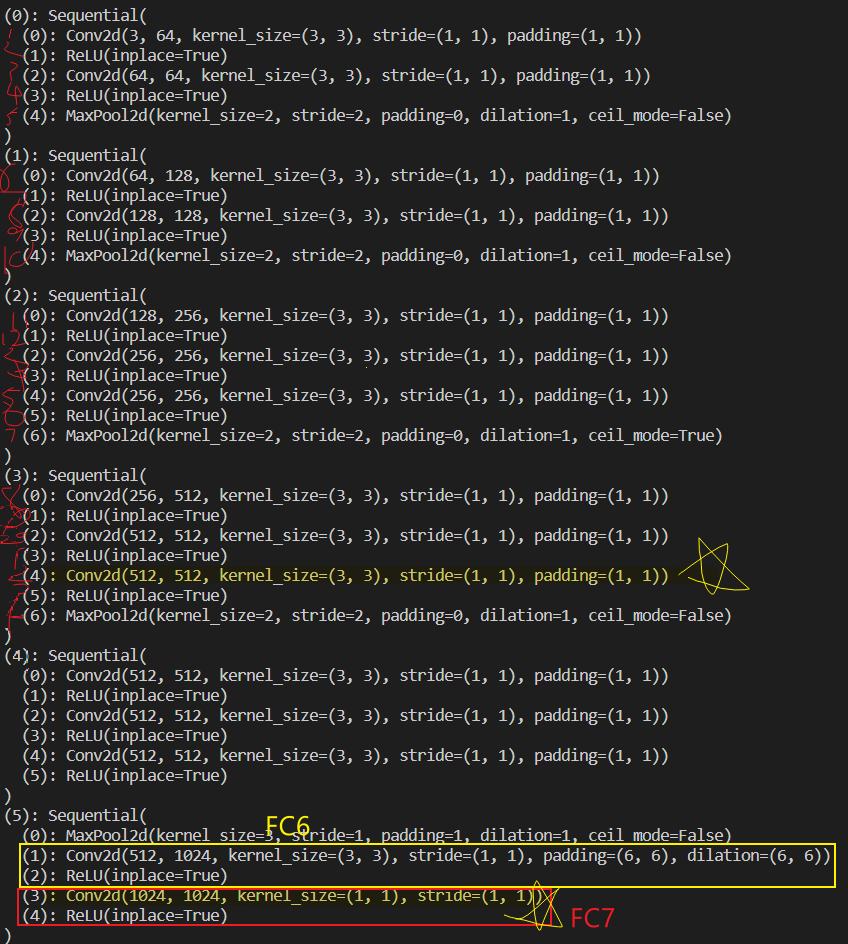 (0): Sequential(
(0): Conv2d(3, 64, kernel_size=(3, 3), stride=(1, 1), padding=(1, 1))
(1): ReLU(inplace=True)
(2): Conv2d(64, 64, kernel_size=(3, 3), stride=(1, 1), padding=(1, 1))
(3): ReLU(inplace=True)
(4): MaxPool2d(kernel_size=2, stride=2, padding=0, dilation=1, ceil_mode=False)
)
(1): Sequential(
(0): Conv2d(64, 128, kernel_size=(3, 3), stride=(1, 1), padding=(1, 1))
(1): ReLU(inplace=True)
(2): Conv2d(128, 128, kernel_size=(3, 3), stride=(1, 1), padding=(1, 1))
(3): ReLU(inplace=True)
(4): MaxPool2d(kernel_size=2, stride=2, padding=0, dilation=1, ceil_mode=False)
)
(2): Sequential(
(0): Conv2d(128, 256, kernel_size=(3, 3), stride=(1, 1), padding=(1, 1))
(1): ReLU(inplace=True)
(2): Conv2d(256, 256, kernel_size=(3, 3), stride=(1, 1), padding=(1, 1))
(3): ReLU(inplace=True)
(4): Conv2d(256, 256, kernel_size=(3, 3), stride=(1, 1), padding=(1, 1))
(5): ReLU(inplace=True)
(6): MaxPool2d(kernel_size=2, stride=2, padding=0, dilation=1, ceil_mode=True)
)
(3): Sequential(
(0): Conv2d(256, 512, kernel_size=(3, 3), stride=(1, 1), padding=(1, 1))
(1): ReLU(inplace=True)
(2): Conv2d(512, 512, kernel_size=(3, 3), stride=(1, 1), padding=(1, 1))
(3): ReLU(inplace=True)
(4): Conv2d(512, 512, kernel_size=(3, 3), stride=(1, 1), padding=(1, 1))
(5): ReLU(inplace=True)
(6): MaxPool2d(kernel_size=2, stride=2, padding=0, dilation=1, ceil_mode=False)
)
(4): Sequential(
(0): Conv2d(512, 512, kernel_size=(3, 3), stride=(1, 1), padding=(1, 1))
(1): ReLU(inplace=True)
(2): Conv2d(512, 512, kernel_size=(3, 3), stride=(1, 1), padding=(1, 1))
(3): ReLU(inplace=True)
(4): Conv2d(512, 512, kernel_size=(3, 3), stride=(1, 1), padding=(1, 1))
(5): ReLU(inplace=True)
)
(5): Sequential(
FC6
(0): MaxPool2d(kernel_size=3, stride=1, padding=1, dilation=1, ceil_mode=False)
(1): Conv2d(512, 1024, kernel_size=(3, 3), stride=(1, 1), padding=(6, 6), dilation=(6, 6))
(2): ReLU(inplace=True)
(3): Conv2d(1024, 1024, kernel_size=(1, 1), stride=(1, 1))
(4): ReLU(inplace=True)
FC7
)